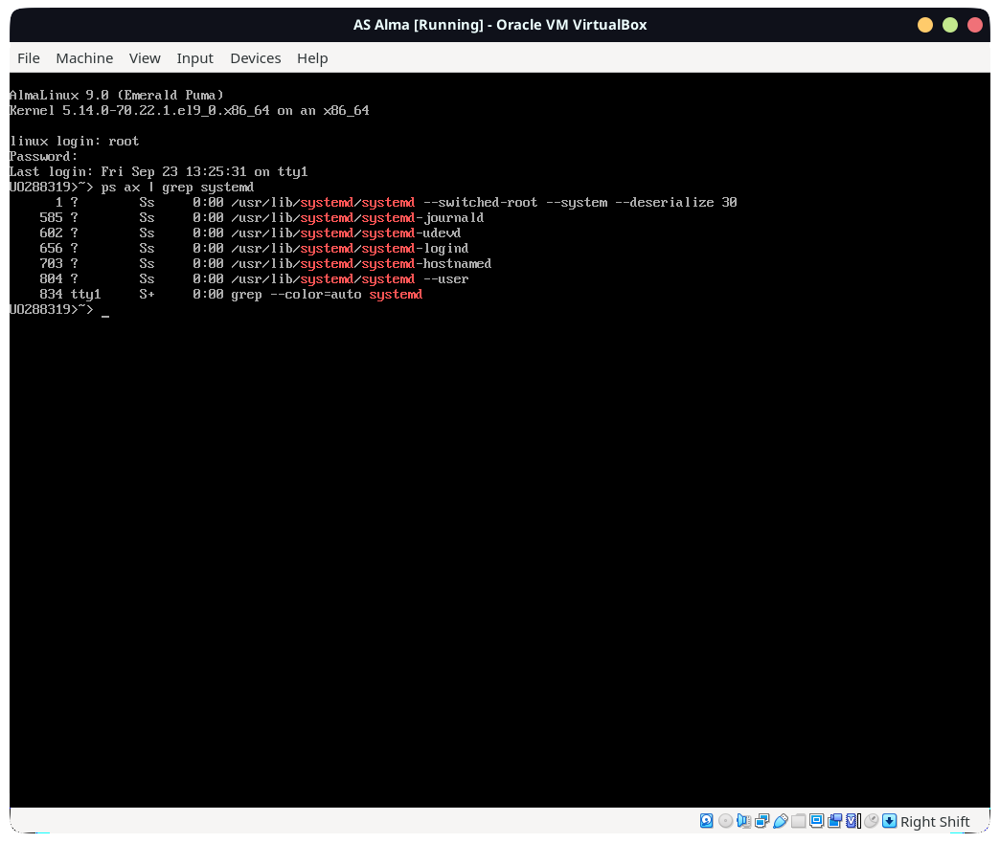 AS Alma [Running] - Oracle VM VirtualBox
File Machine View Input Devices Help
AlmaLinux 9.0 (Emerald Puma)
Kernel 5.14.0-70.22.1.el9_0.x86_64 on an x86_64
linux login: root
Password:
Last login: Fri Sep 23 13:25:31 on tty1
UO288319>~> ps ax | grep systemd
1 ? Ss 0:00 /usr/lib/systemd/systemd --switched-root --system --deserialize 30
585 ? Ss 0:00 /usr/lib/systemd/systemd-journald
602 ? Ss 0:00 /usr/lib/systemd/systemd-udevd
656 ? Ss 0:00 /usr/lib/systemd/systemd-logind
703 ? Ss 0:00 /usr/lib/systemd/systemd-hostnamed
804 ? Ss 0:00 /usr/lib/systemd/systemd --user
834 tty1 S+ 0:00 grep --color=auto systemd
UO288319>~> _
Right Shift